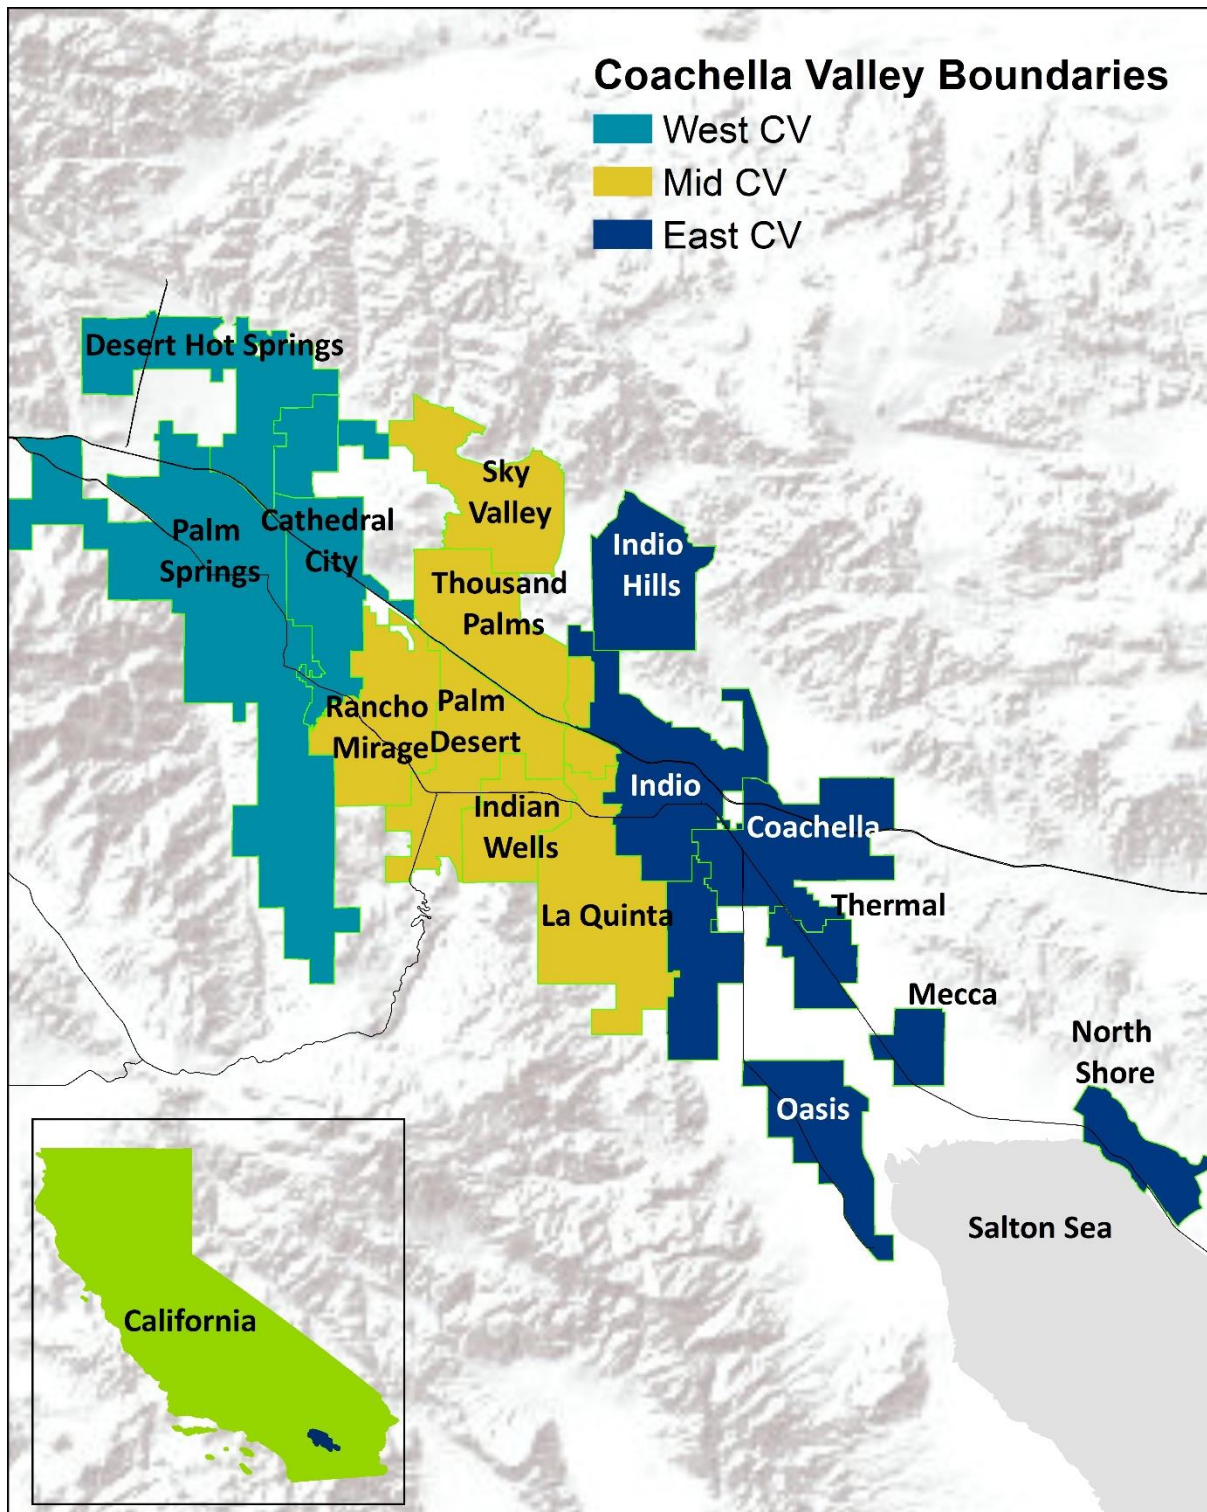 Coachella Valley Boundaries
West CV
Mid CV
East CV
Desert Hot Springs
Sky
Valley
Palm
Springs
Cathedral
City
Indio
Hills
Thousand
Palms
Rancho
Mirage
Palm
Desert
Indio
Indian
Wells
Coachella
La Quinta
Thermal
Mecca
North
Shore
Oasis
Salton Sea
California